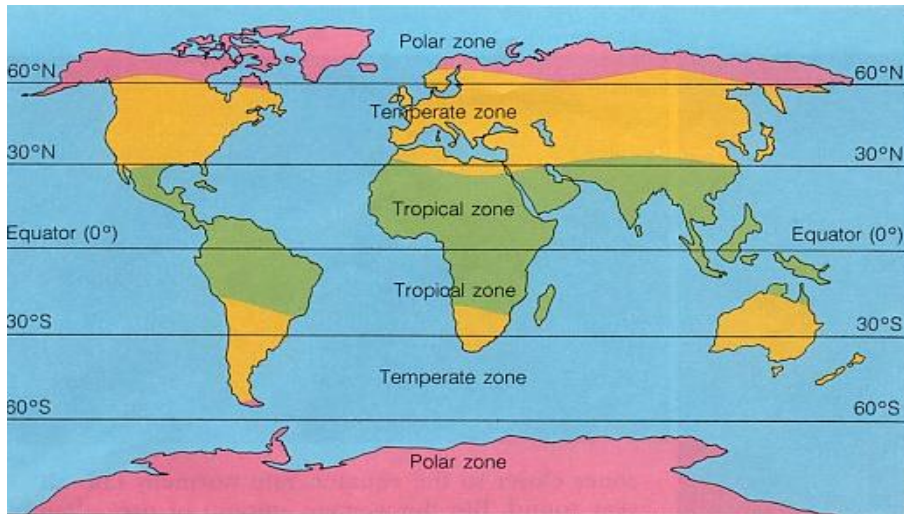 Polar zone
60°N
60°N
Temperate zone
30°N
30°N
Tropical zone
Equator (0°)
Equator (0°)
Tropical zone
30°S
30°S
Temperate zone
60°S
60°S
Polar zone